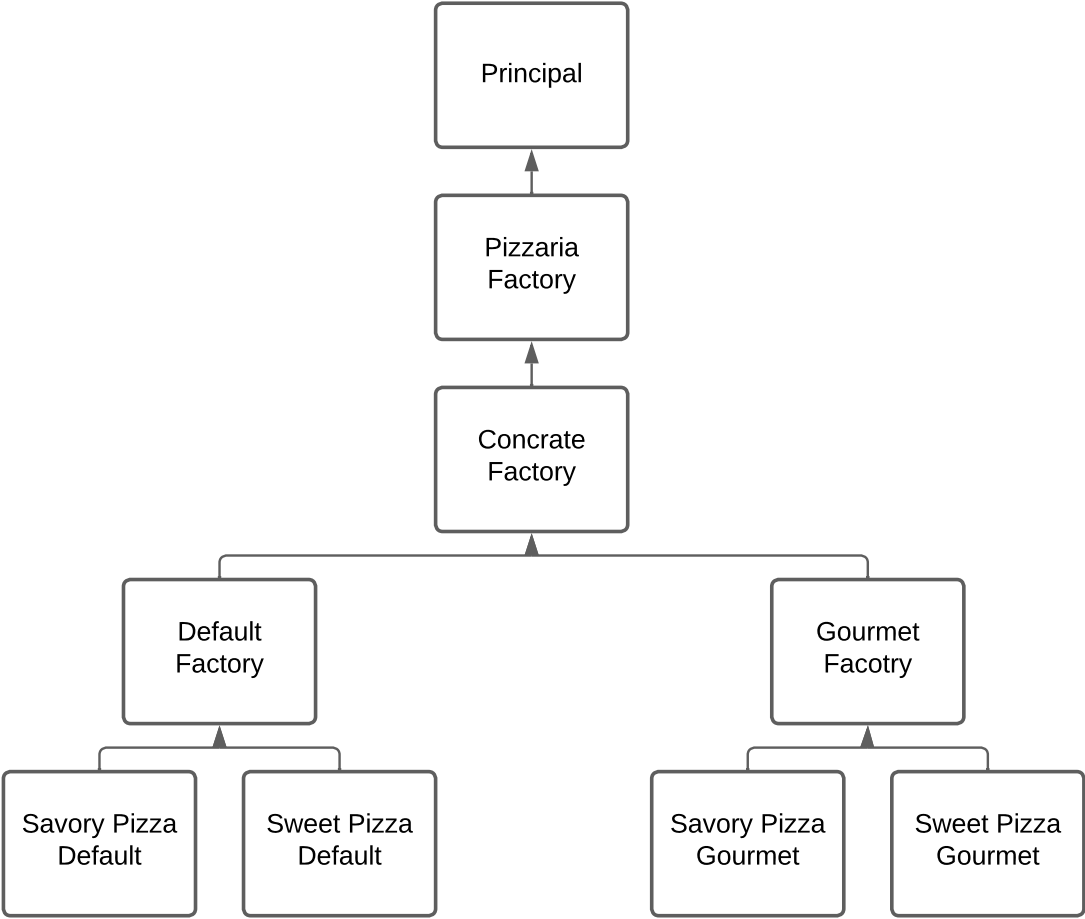 Principal
Pizzaria
Factory
Concrate
Factory
Default
Factory
Gourmet
Facotry
Savory Pizza
Default
Sweet Pizza
Default
Savory Pizza
Gourmet
Sweet Pizza
Gourmet